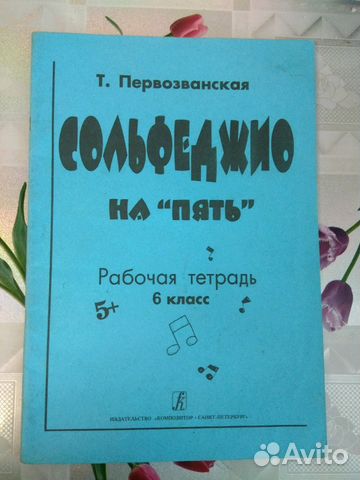 Т. Первозванская
СОЛЬФЕДЖИО
НА "ПЯТЬ"
Рабочая тетрадь
6 класс
5+
ИЗДАТЕЛЬСТВО «КОМПОЗИТОР • САНКТ-ПЕТЕРБУРГ»
Avito